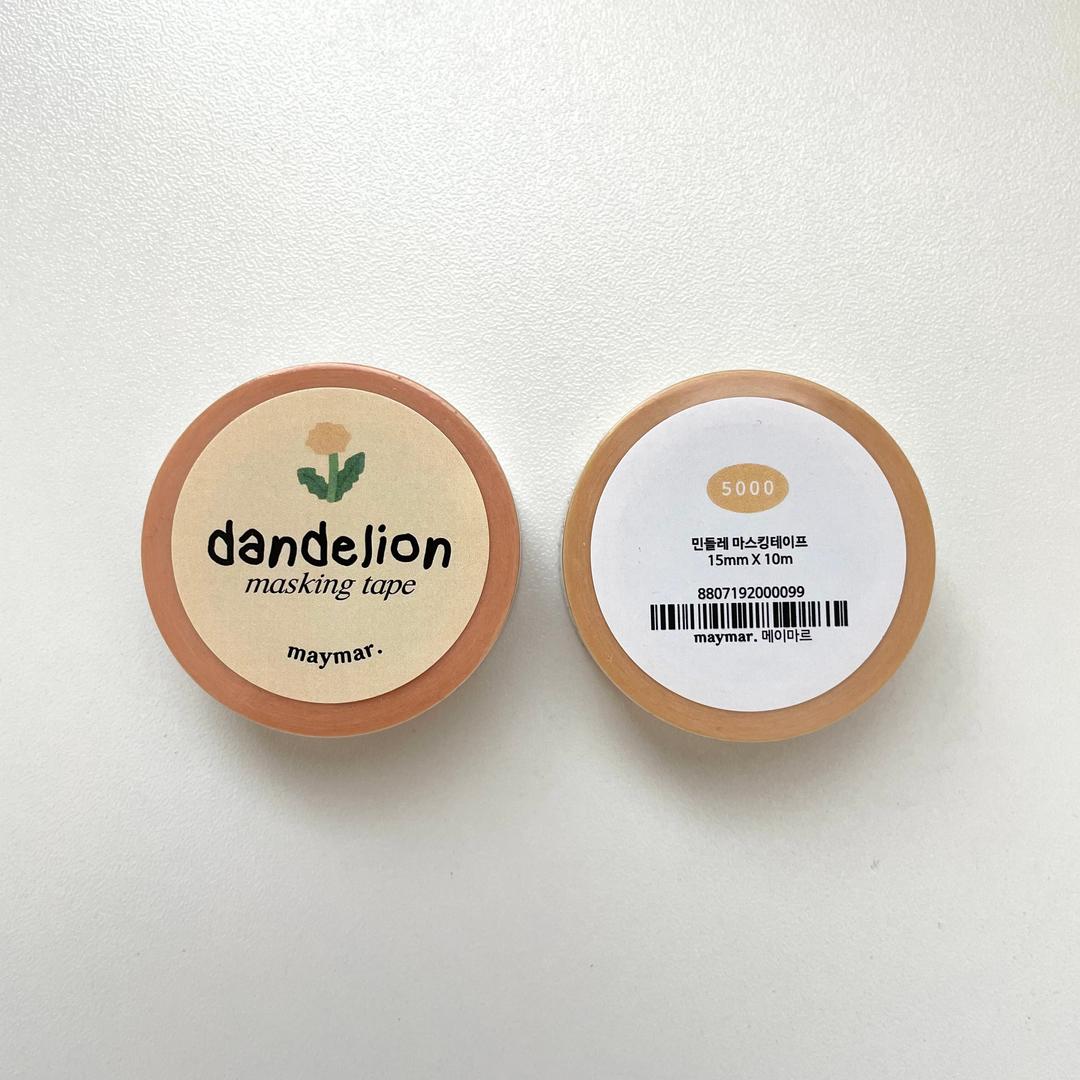 dandelion
masking tape
maymar.
5000
민들레 마스킹테이프
15mm X 10m
8807192000099
maymar. 메이마르